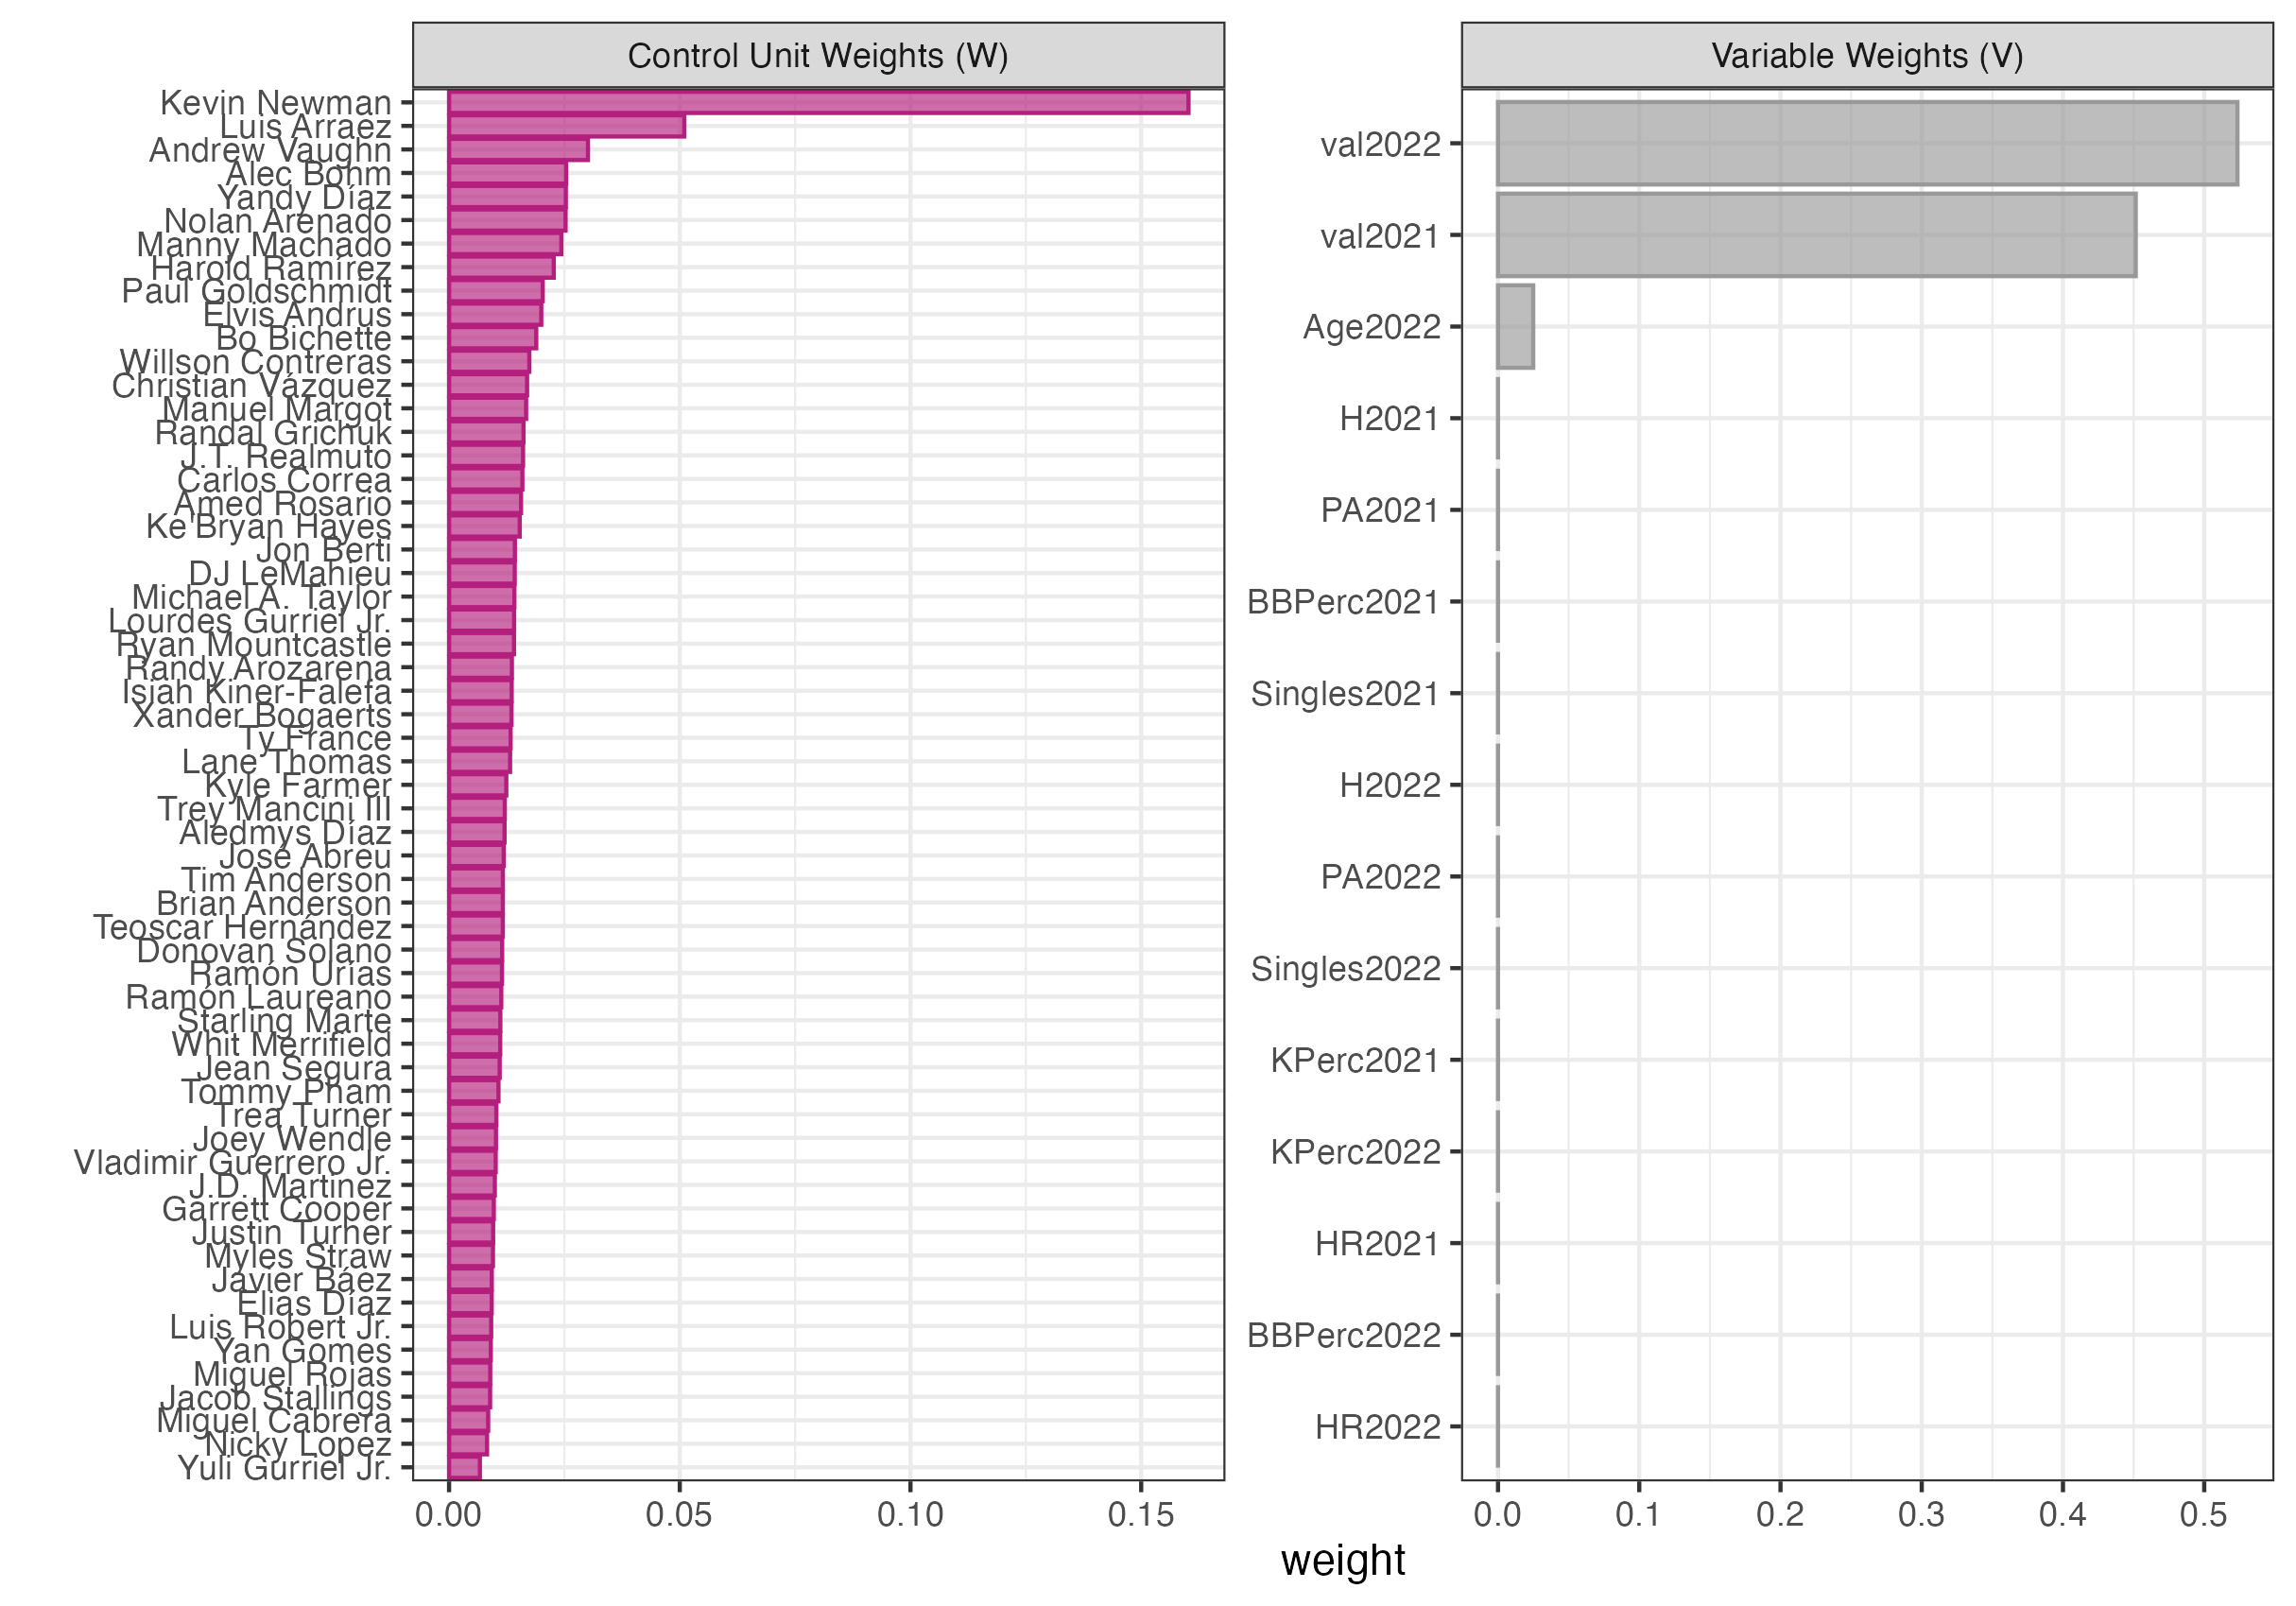 Control Unit Weights (W)
Kevin Newman
Luis Arraez
Andrew Vaughn
Alec Bohm
Yandy Díaz
Nolan Arenado
Manny Machado
Harold Ramírez
Paul Goldschmidt
Elvis Andrus
Bo Bichette
Willson Contreras
Christian Vázquez
Manuel Margot
Randal Grichuk
J.T. Realmuto
Carlos Correa
Amed Rosario
Ke'Bryan Hayes
Jon Berti
DJ LeMahieu
Michael A. Taylor
Lourdes Gurriel Jr.
Ryan Mountcastle
Randy Arozarena
Isiah Kiner-Falefa
Xander Bogaerts
Ty France
Lane Thomas
Kyle Farmer
Trey Mancini III
Aledmys Díaz
José Abreu
Tim Anderson
Brian Anderson
Teoscar Hernández
Donovan Solano
Ramón Urías
Ramón Laureano
Starling Marte
Whit Merrifield
Jean Segura
Tommy Pham
Trea Turner
Joey Wendle
Vladimir Guerrero Jr.
J.D. Martinez
Garrett Cooper
Justin Turner
Myles Straw
Javier Báez
Elias Díaz
Luis Robert Jr.
Yan Gomes
Miguel Rojas
Jacob Stallings
Miguel Cabrera
Nicky Lopez
Yuli Gurriel Jr.
0.00 0.05 0.10 0.15
Variable Weights (V)
val2022
val2021
Age2022
H2021
PA2021
BBPerc2021
Singles2021
H2022
PA2022
Singles2022
KPerc2021
KPerc2022
HR2021
BBPerc2022
HR2022
0.0 0.1 0.2 0.3 0.4 0.5
weight